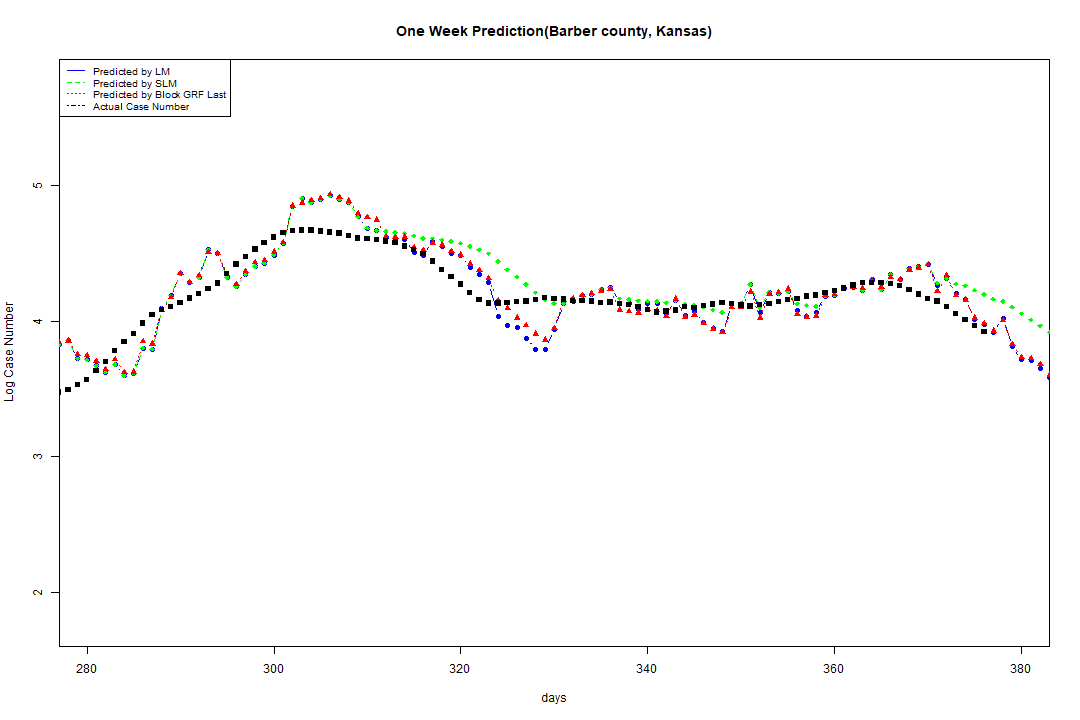 One Week Prediction(Barber county, Kansas)
Predicted by LM
Predicted by SLM
Predicted by Block GRF Last
Actual Case Number
5
4
3
2
Log Case Number
280 300 320 340 360 380
days